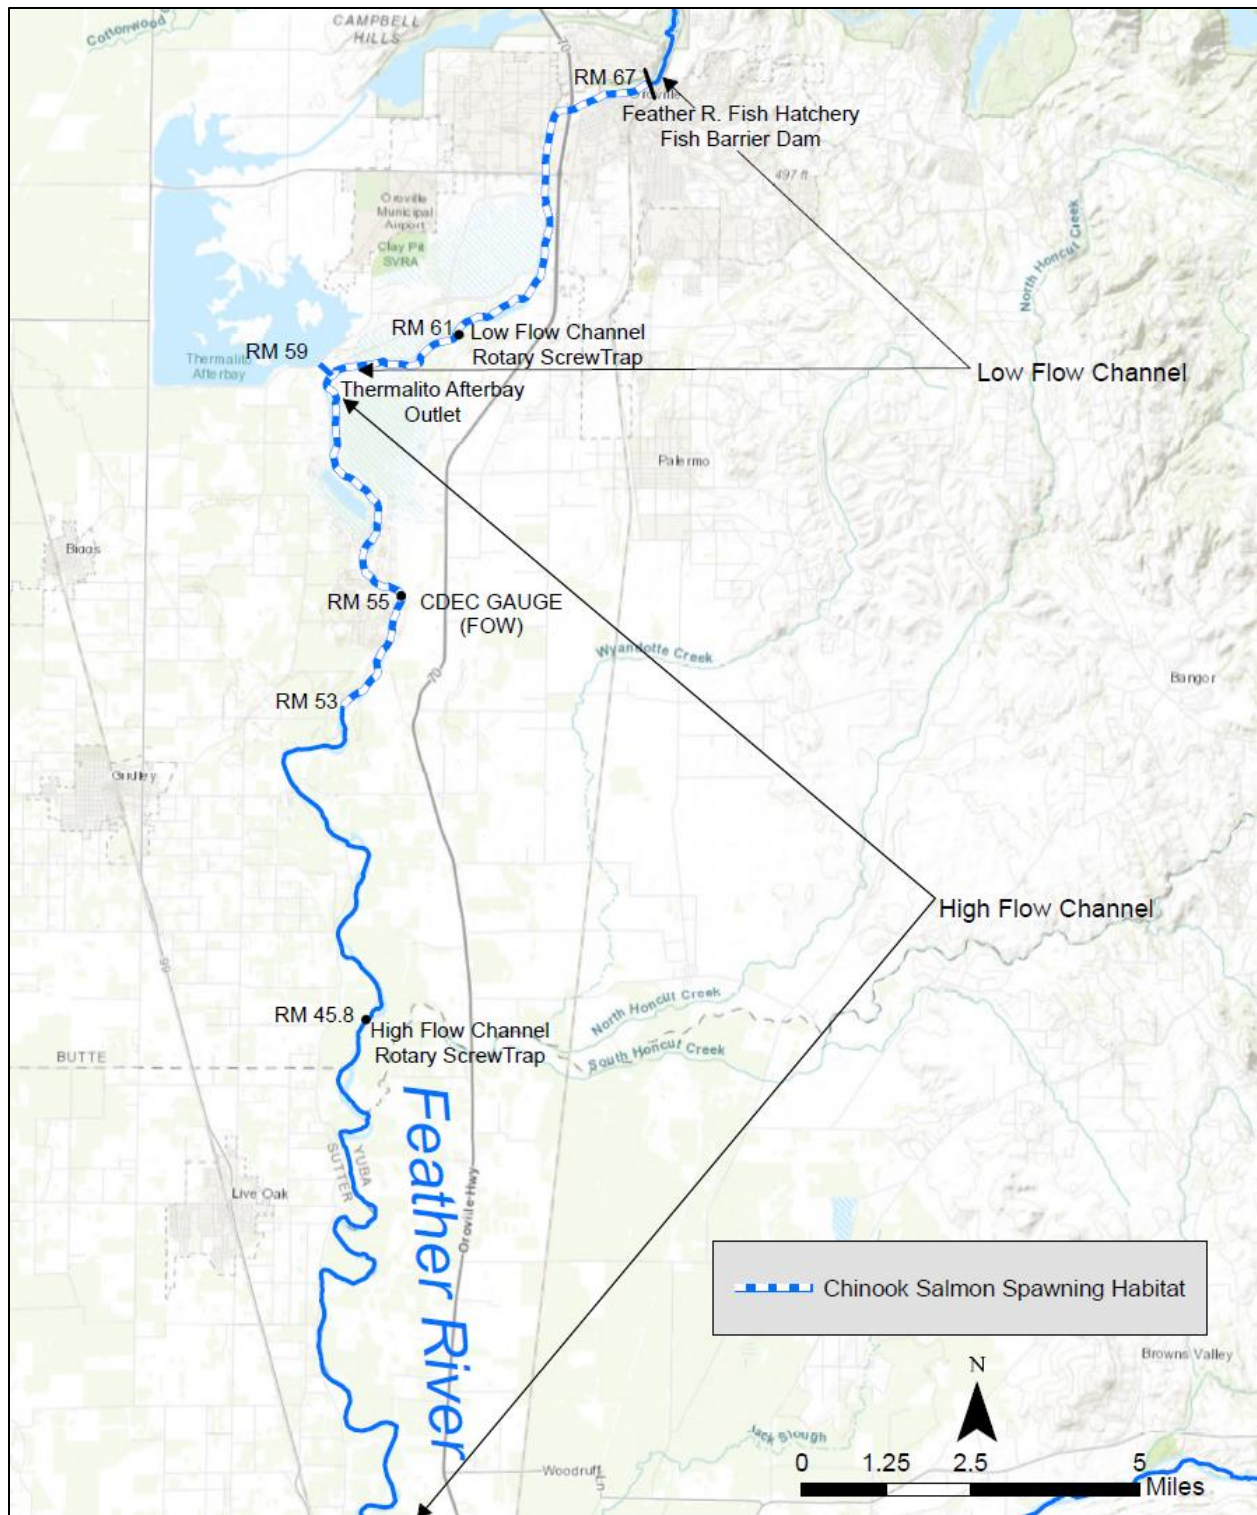 Cottonwood
CAMPBELL
HILLS
70
RM 67
Oroville
Feather R. Fish Hatchery
Fish Barrier Dam
497 ft
Oroville
Municipal
Airport
Clay Pit
SVRA
North Honcut Creek
RM 61
Low Flow Channel
Rotary ScrewTrap
RM 59
Thermalito
Afterbay
Thermalito Afterbay
Outlet
Low Flow Channel
Palermo
Biggs
RM 55
CDEC GAUGE
(FOW)
Wyandotte Creek
70
Bangor
RM 53
Gridley
High Flow Channel
99
RM 45.8
High Flow Channel
Rotary ScrewTrap
North Honcut Creek
South Honcut Creek
BUTTE
Feather River
YUBA
SUTTER
Live Oak
Oroville Hwy
Chinook Salmon Spawning Habitat
Browns Valley
N
Jack Slough
Woodruff
Ln
0 1.25 2.5 5
Miles